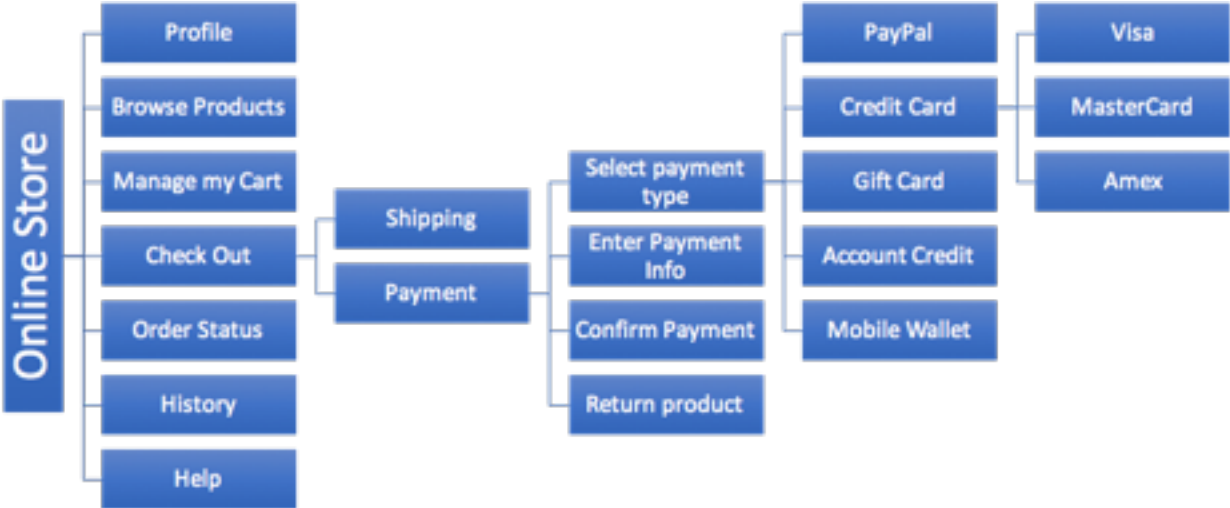 Online Store
Profile
Browse Products
Manage my Cart
Check Out
Order Status
History
Help
Shipping
Payment
Select payment
type
Enter Payment
Info
Confirm Payment
Return product
PayPal
Credit Card
Gift Card
Account Credit
Mobile Wallet
Visa
MasterCard
Amex